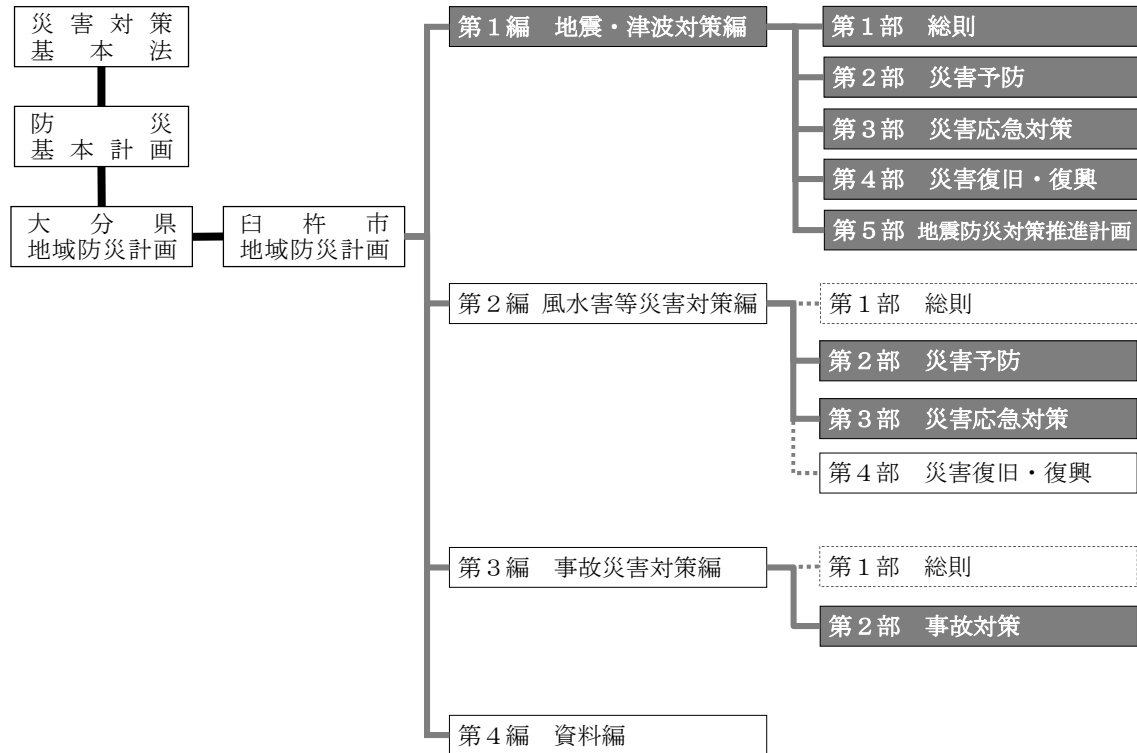 災害対策
基本法
防災
基本計画
大分県
地域防災計画
臼杵市
地域防災計画
第1編 地震・津波対策編
第1部 総則
第2部 災害予防
第3部 災害応急対策
第4部 災害復旧・復興
第5部 地震防災対策推進計画
第2編 風水害等災害対策編
第1部 総則
第2部 災害予防
第3部 災害応急対策
第4部 災害復旧・復興
第3編 事故災害対策編
第1部 総則
第2部 事故対策
第4編 資料編